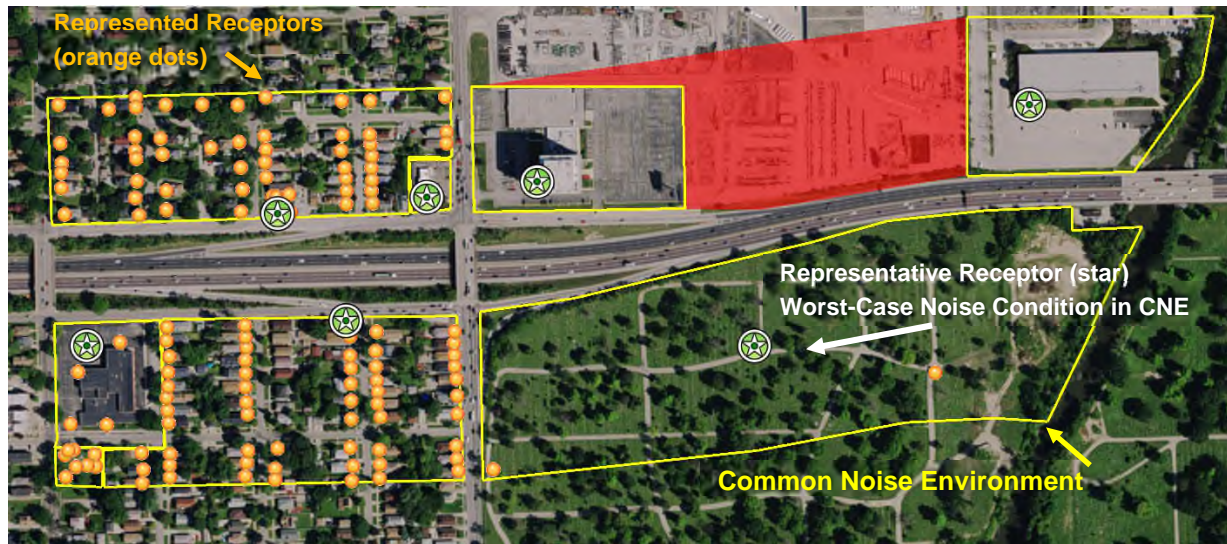 Represented Receptors
(orange dots)
Representative Receptor (star)
Worst-Case Noise Condition in CNE
Common Noise Environment